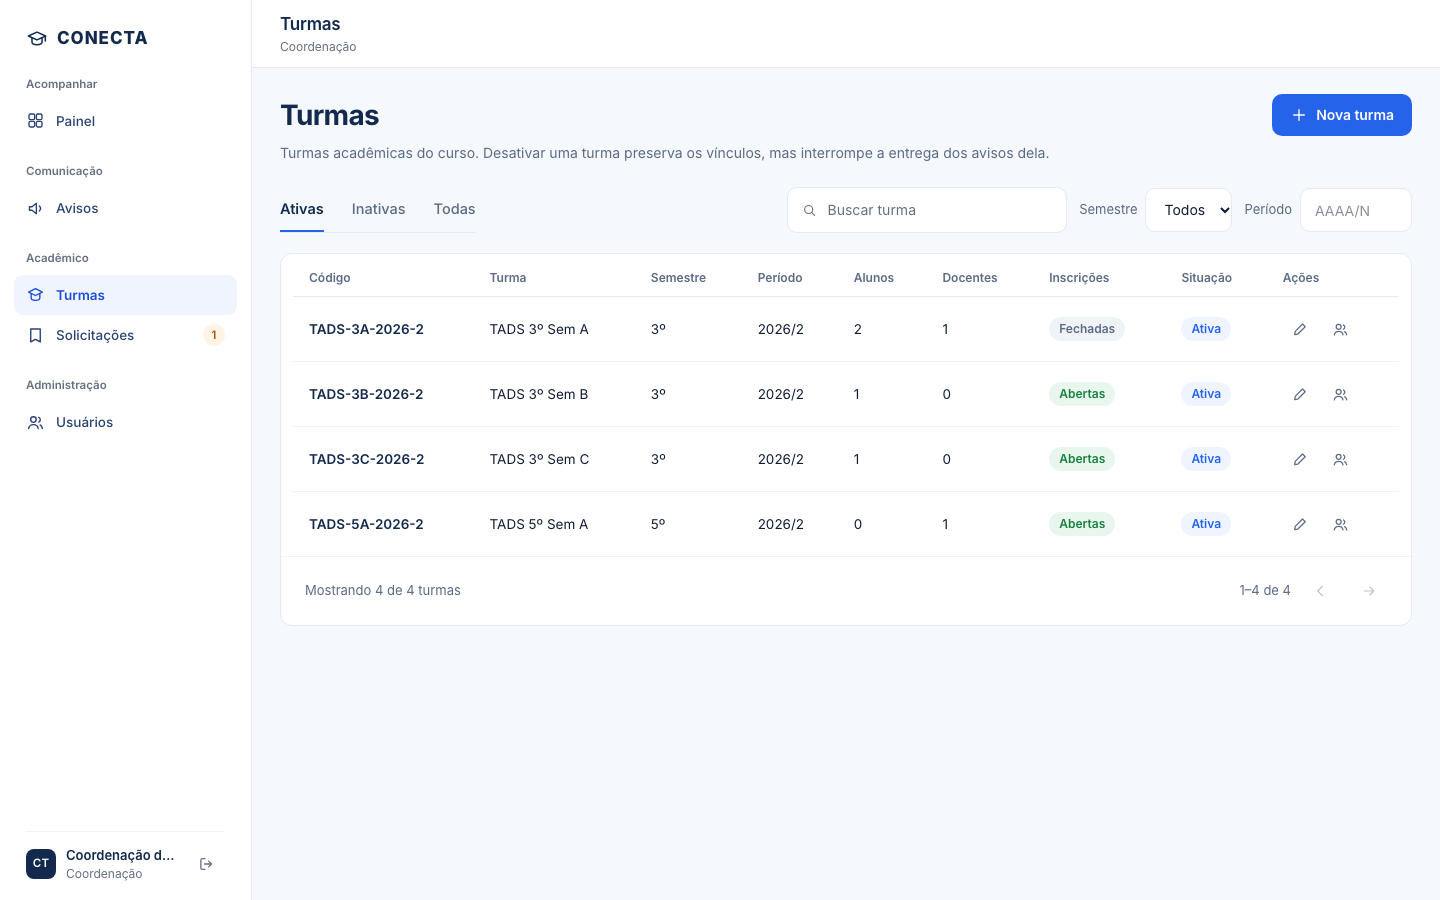 CONECTA
Acompanhar
Painel
Comunicação
Avisos
Acadêmico
Turmas
Solicitações 1
Administração
Usuários
CT Coordenação d...
Coordenação
Turmas
Coordenação
Turmas
Nova turma
Turmas acadêmicas do curso. Desativar uma turma preserva os vínculos, mas interrompe a entrega dos avisos dela.
Ativas Inativas Todas Buscar turma Semestre Todos Período AAAA/N
Código Turma Semestre Período Alunos Docentes Inscrições Situação Ações
TADS-3A-2026-2 TADS 3º Sem A 3º 2026/2 2 1 Fechadas Ativa
TADS-3B-2026-2 TADS 3º Sem B 3º 2026/2 1 0 Abertas Ativa
TADS-3C-2026-2 TADS 3º Sem C 3º 2026/2 1 0 Abertas Ativa
TADS-5A-2026-2 TADS 5º Sem A 5º 2026/2 0 1 Abertas Ativa
Mostrando 4 de 4 turmas 1–4 de 4